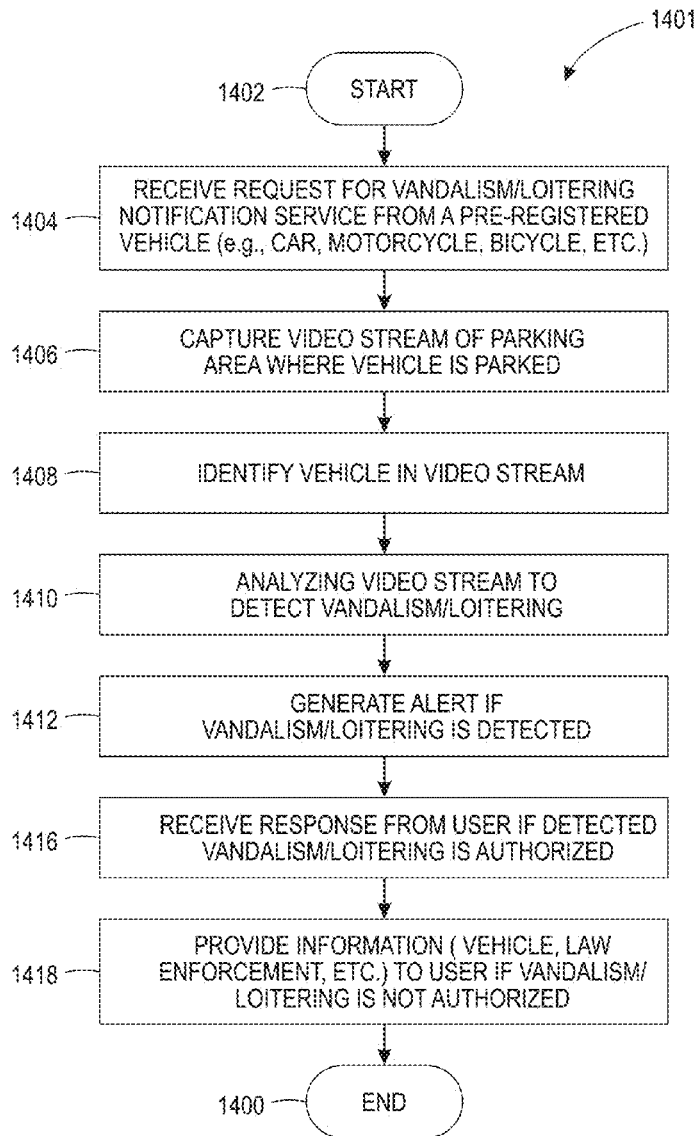 1401
1402
START
1404
RECEIVE REQUEST FOR VANDALISM/LOITERING
NOTIFICATION SERVICE FROM A PRE-REGISTERED
VEHICLE (e.g., CAR, MOTORCYCLE, BICYCLE, ETC.)
1406
CAPTURE VIDEO STREAM OF PARKING
AREA WHERE VEHICLE IS PARKED
1408
IDENTIFY VEHICLE IN VIDEO STREAM
1410
ANALYZING VIDEO STREAM TO
DETECT VANDALISM/LOITERING
1412
GENERATE ALERT IF
VANDALISM/LOITERING IS DETECTED
1416
RECEIVE RESPONSE FROM USER IF DETECTED
VANDALISM/LOITERING IS AUTHORIZED
1418
PROVIDE INFORMATION ( VEHICLE, LAW
ENFORCEMENT, ETC.) TO USER IF VANDALISM/
LOITERING IS NOT AUTHORIZED
1400
END